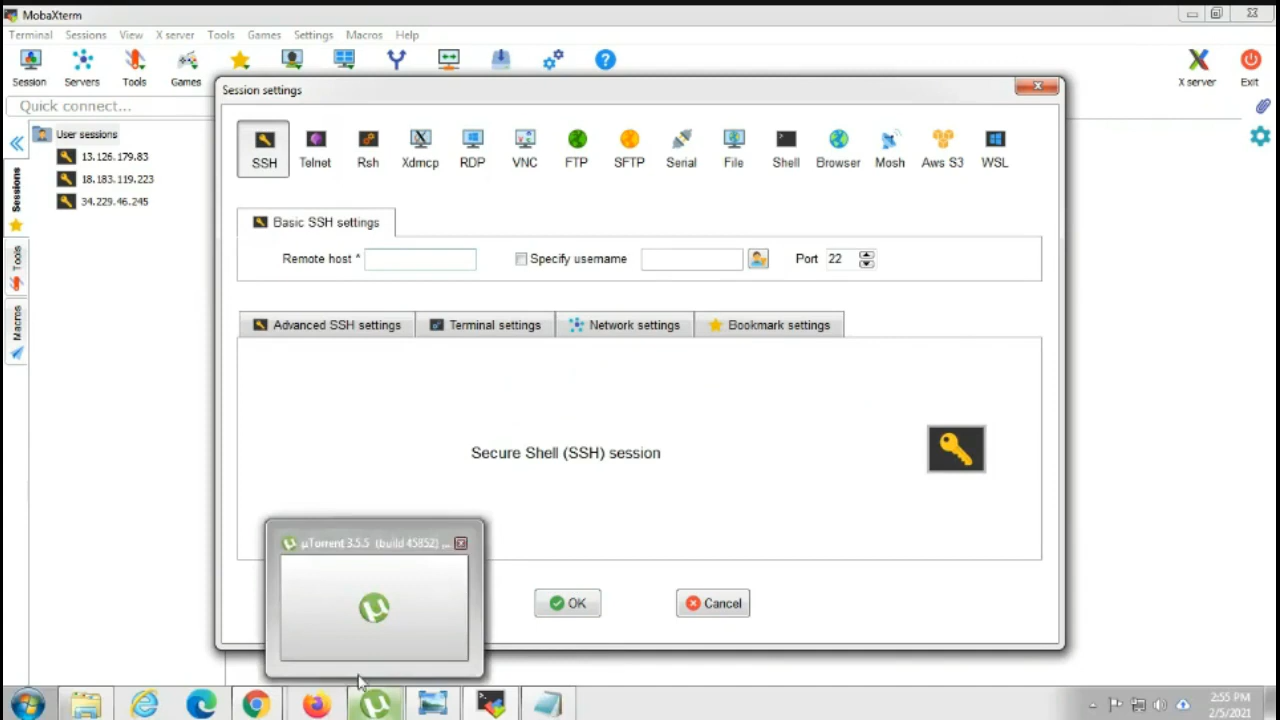 MobaXterm
Terminal Sessions View X server Tools Games Settings Macros Help
Session Servers Tools Games X server Exit
Quick connect...
Session settings
User sessions
13.126.179.83
18.183.119.223
34.229.46.245
Sessions
Tools
Macros
SSH Telnet Rsh Xdmcp RDP VNC FTP SFTP Serial File Shell Browser Mosh Aws S3 WSL
Basic SSH settings
Remote host * Specify username Port 22
Advanced SSH settings Terminal settings Network settings Bookmark settings
Secure Shell (SSH) session
µTorrent 3.5.5 (build 45852) ...
OK Cancel
2:55 PM
2/5/2021